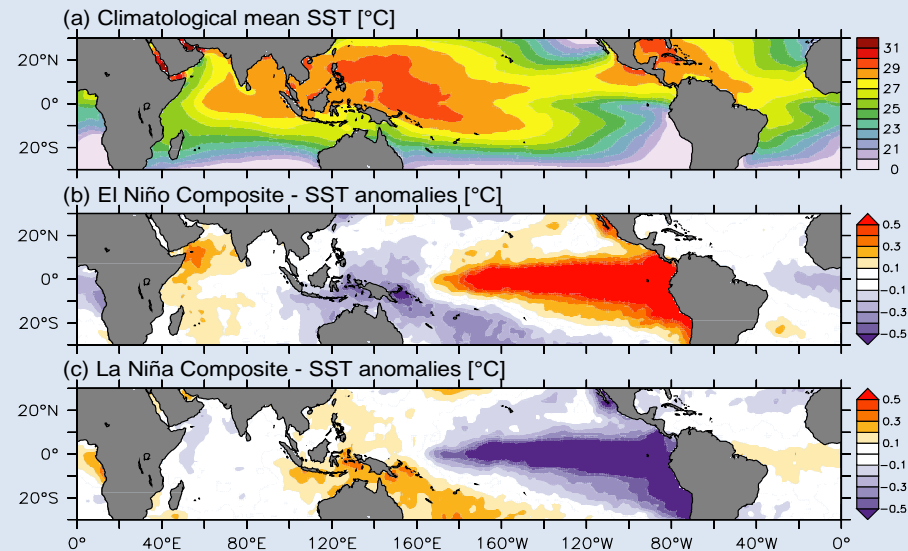 (a) Climatological mean SST [°C]
20°N
0°
20°S
31
29
27
25
23
21
0
(b) El Niño Composite - SST anomalies [°C]
20°N
0°
20°S
0.5
0.3
0.1
−0.1
−0.3
−0.5
(c) La Niña Composite - SST anomalies [°C]
20°N
0°
20°S
0.5
0.3
0.1
−0.1
−0.3
−0.5
0°E 40°E 80°E 120°E 160°E 160°W 120°W 80°W 40°W 0°W